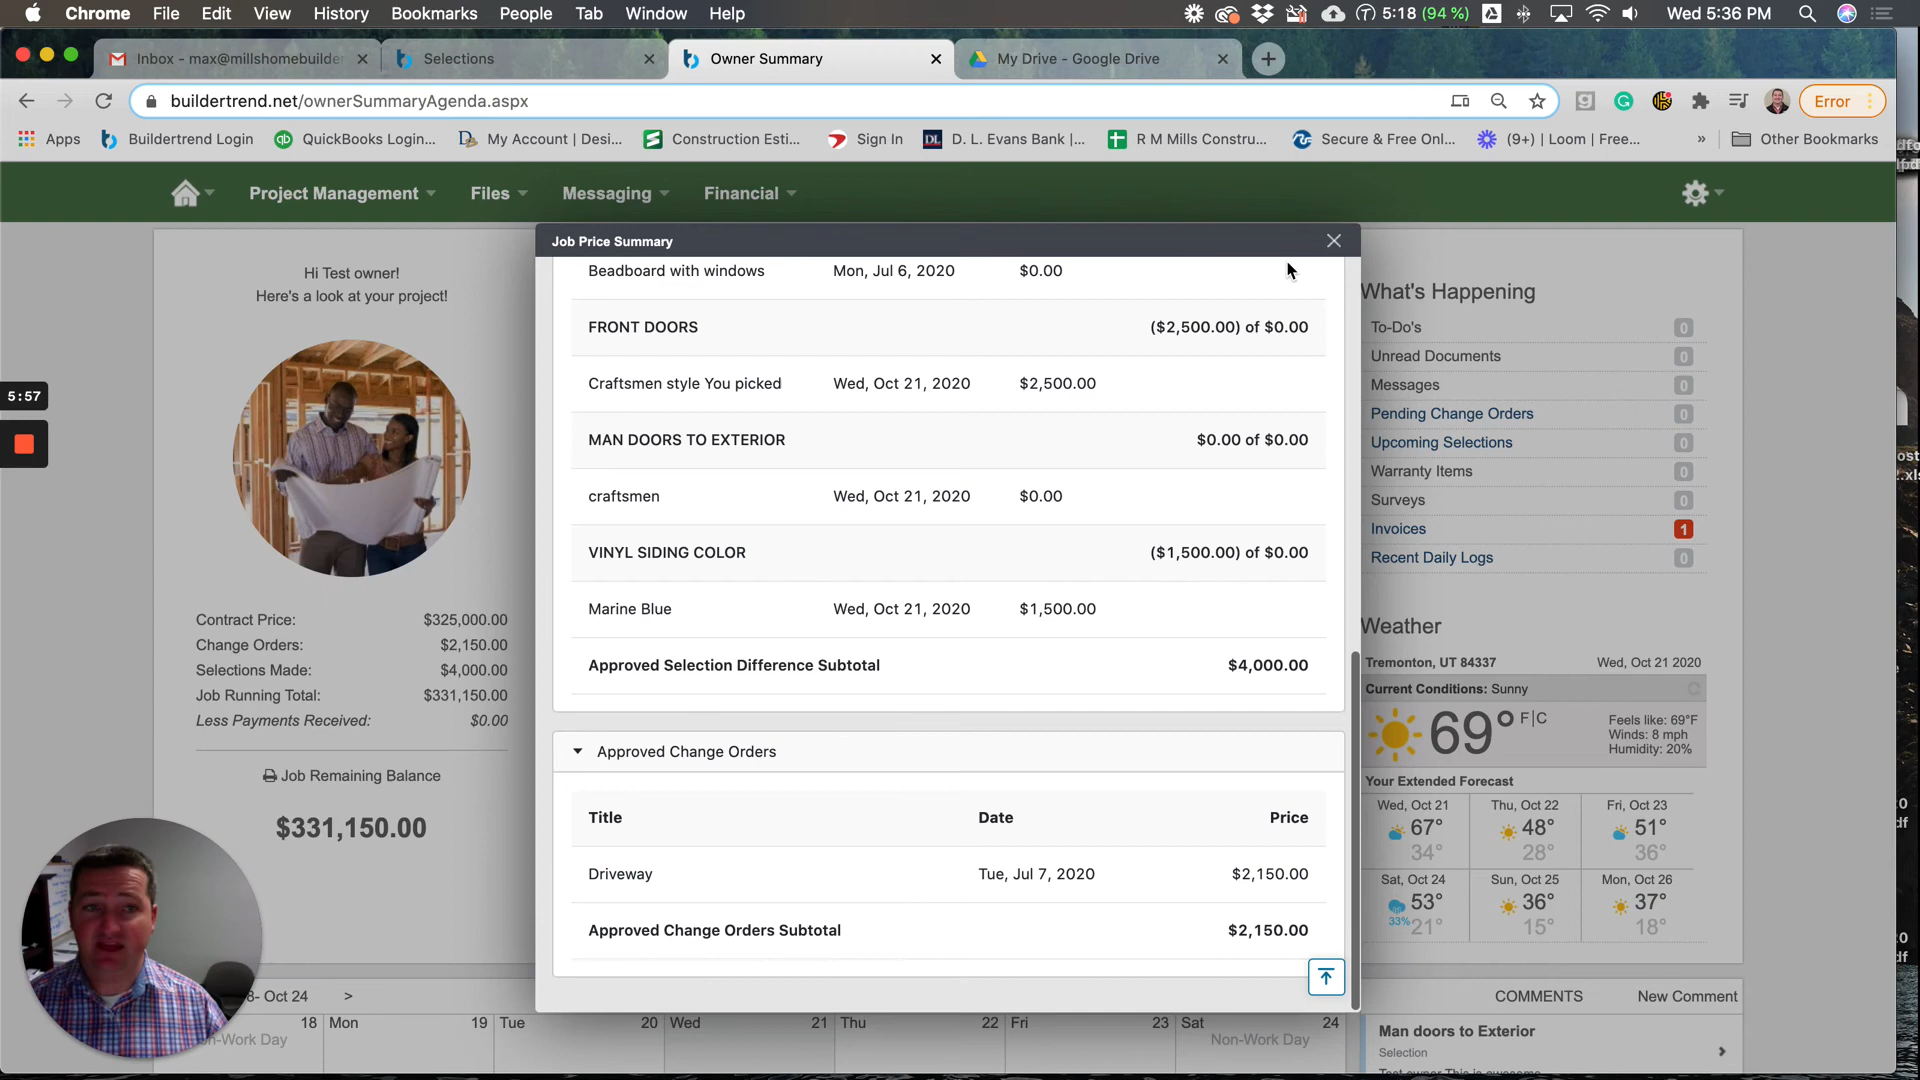 Chrome File Edit View History Bookmarks People Tab Window Help 5:18 (94 %) Wed 5:36 PM
Inbox - max@millshomebuilder
Selections
Owner Summary
My Drive - Google Drive
buildertrend.net/ownerSummaryAgenda.aspx
Error
Apps Buildertrend Login QuickBooks Login... My Account | Desi... Construction Esti... Sign In D. L. Evans Bank |... R M Mills Constru... Secure & Free Onl... (9+) | Loom | Free... » Other Bookmarks
Project Management Files Messaging Financial
Hi Test owner!
Here's a look at your project!
5:57
Contract Price: $325,000.00
Change Orders: $2,150.00
Selections Made: $4,000.00
Job Running Total: $331,150.00
Less Payments Received: $0.00
Job Remaining Balance
$331,150.00
Job Price Summary
Beadboard with windows Mon, Jul 6, 2020 $0.00
FRONT DOORS ($2,500.00) of $0.00
Craftsmen style You picked Wed, Oct 21, 2020 $2,500.00
MAN DOORS TO EXTERIOR $0.00 of $0.00
craftsmen Wed, Oct 21, 2020 $0.00
VINYL SIDING COLOR ($1,500.00) of $0.00
Marine Blue Wed, Oct 21, 2020 $1,500.00
Approved Selection Difference Subtotal $4,000.00
Approved Change Orders
Title Date Price
Driveway Tue, Jul 7, 2020 $2,150.00
Approved Change Orders Subtotal $2,150.00
What's Happening
To-Do's 0
Unread Documents 0
Messages 0
Pending Change Orders 0
Upcoming Selections 0
Warranty Items 0
Surveys 0
Invoices 1
Recent Daily Logs 0
Weather
Tremonton, UT 84337 Wed, Oct 21 2020
Current Conditions: Sunny
69° F|C
Feels like: 69°F
Winds: 8 mph
Humidity: 20%
Your Extended Forecast
Wed, Oct 21 Thu, Oct 22 Fri, Oct 23
67° 48° 51°
34° 28° 36°
Sat, Oct 24 Sun, Oct 25 Mon, Oct 26
53° 36° 37°
33% 21° 15° 18°
8- Oct 24 >
18 Mon 19 Tue 20 Wed 21 Thu 22 Fri 23 Sat 24
n-Work Day
Non-Work Day
COMMENTS New Comment
Man doors to Exterior
Selection
Test owner This is awesome